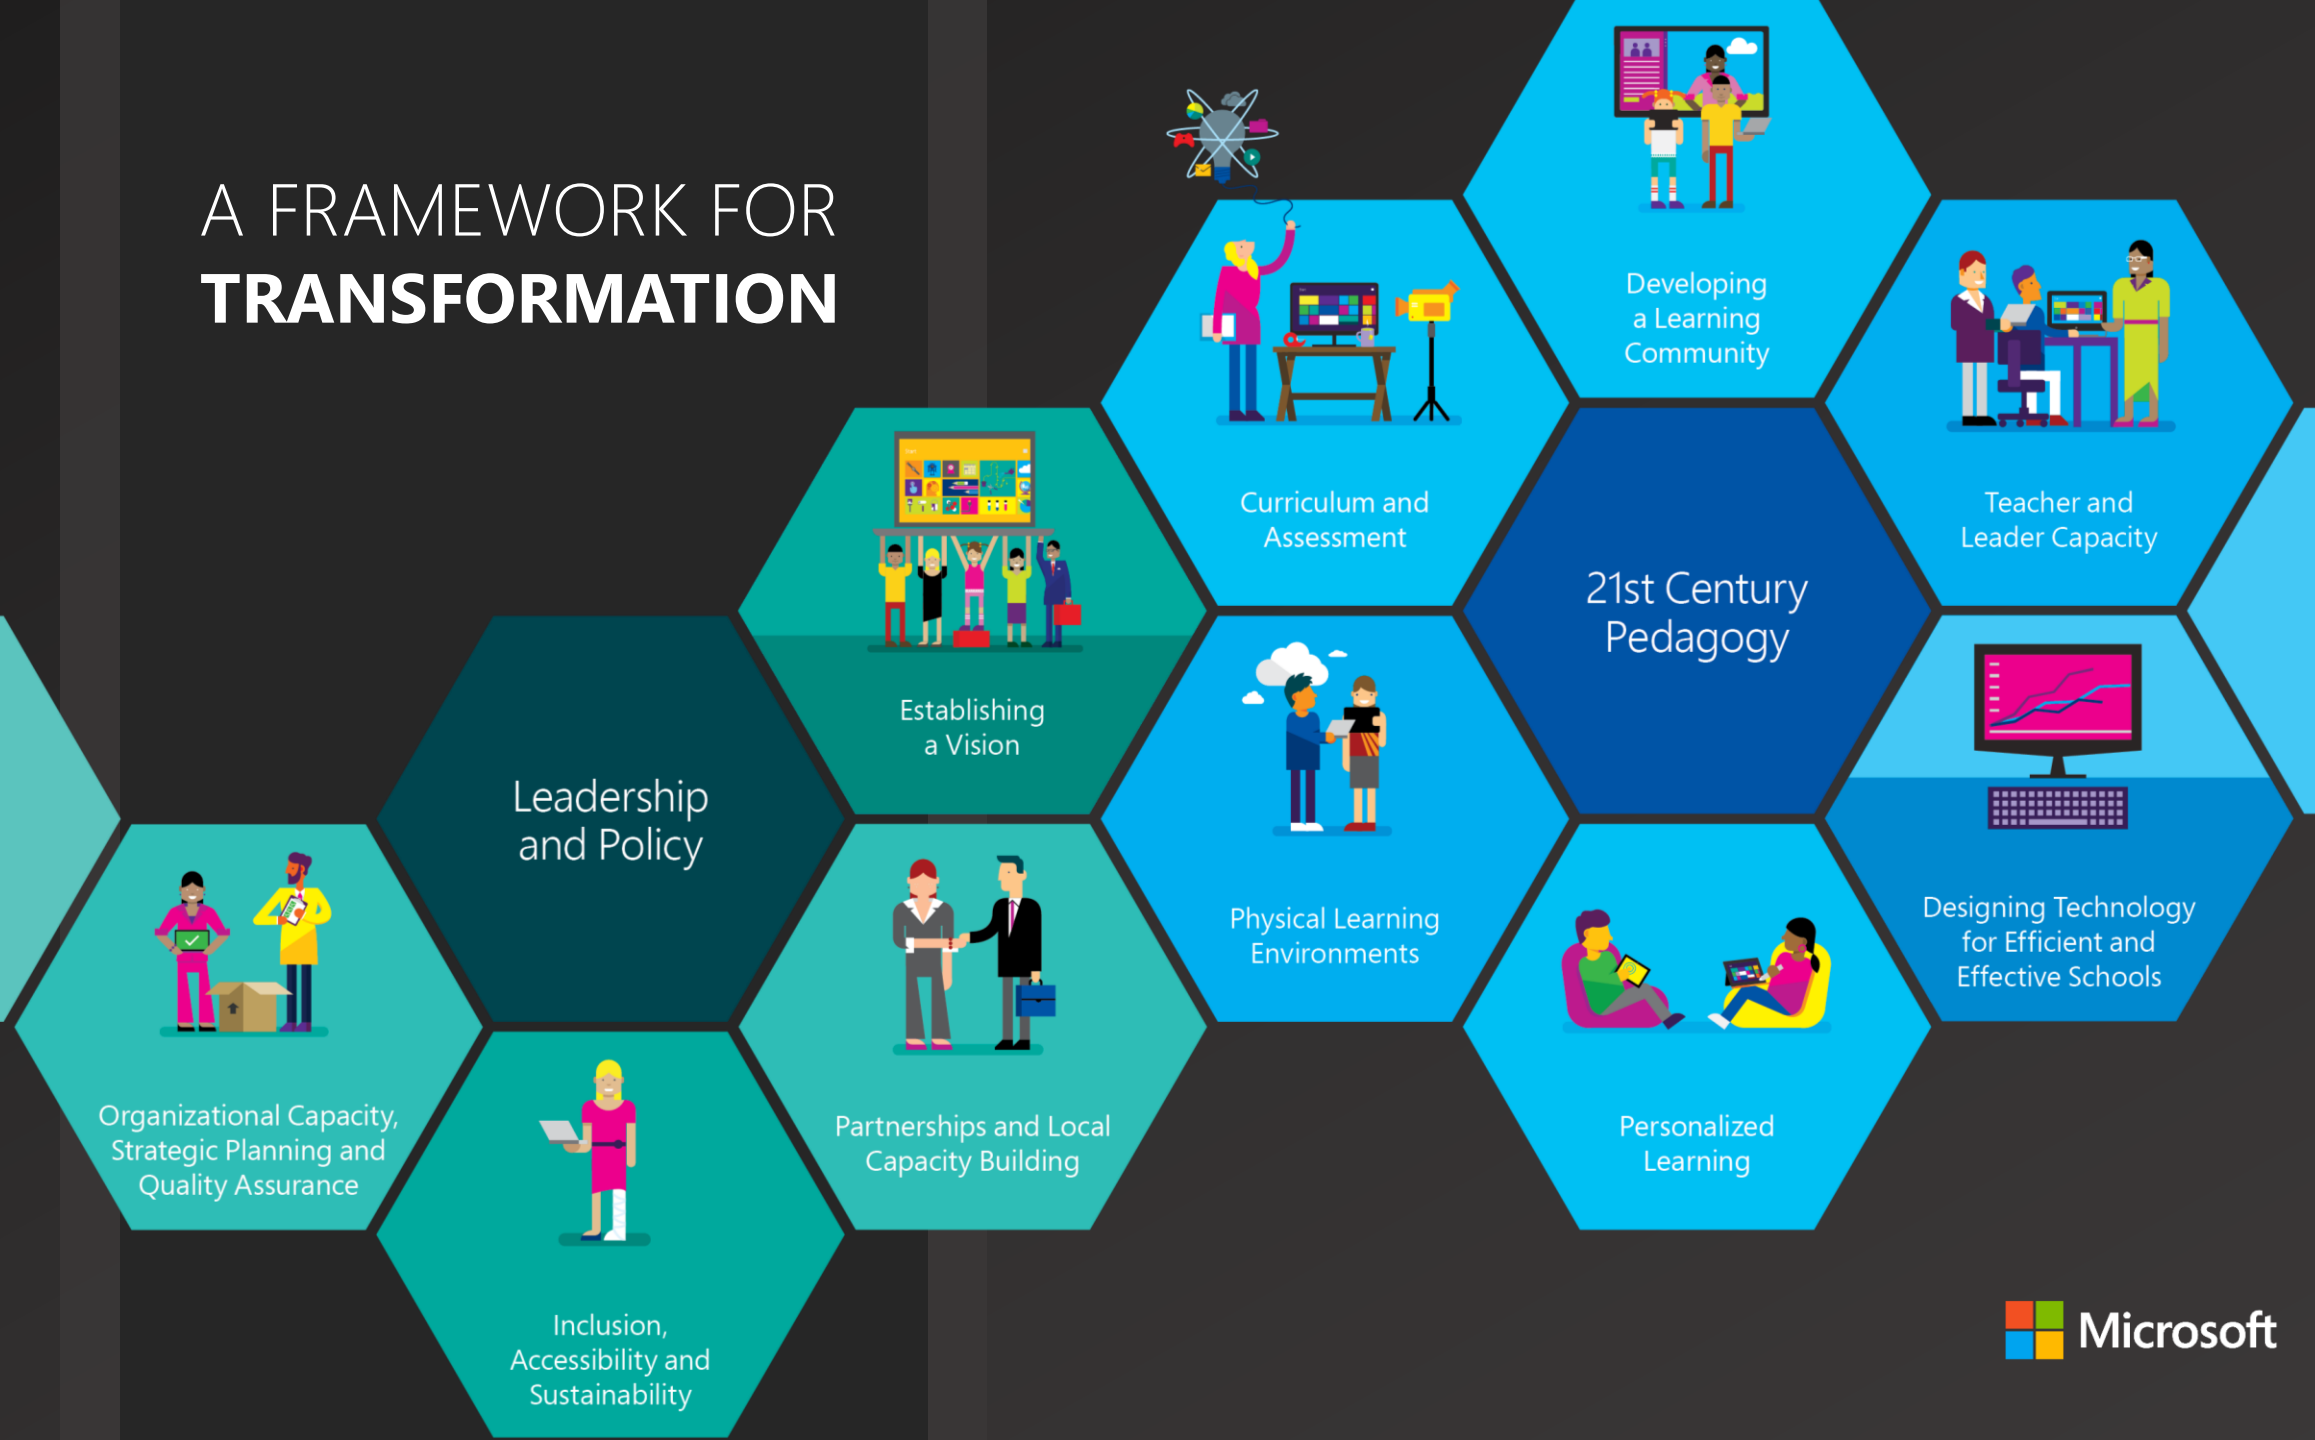 A FRAMEWORK FOR
TRANSFORMATION
Developing
a Learning
Community
Curriculum and
Assessment
Teacher and
Leader Capacity
21st Century
Pedagogy
Establishing
a Vision
Leadership
and Policy
Physical Learning
Environments
Designing Technology
for Efficient and
Effective Schools
Organizational Capacity,
Strategic Planning and
Quality Assurance
Partnerships and Local
Capacity Building
Personalized
Learning
Inclusion,
Accessibility and
Sustainability
Microsoft